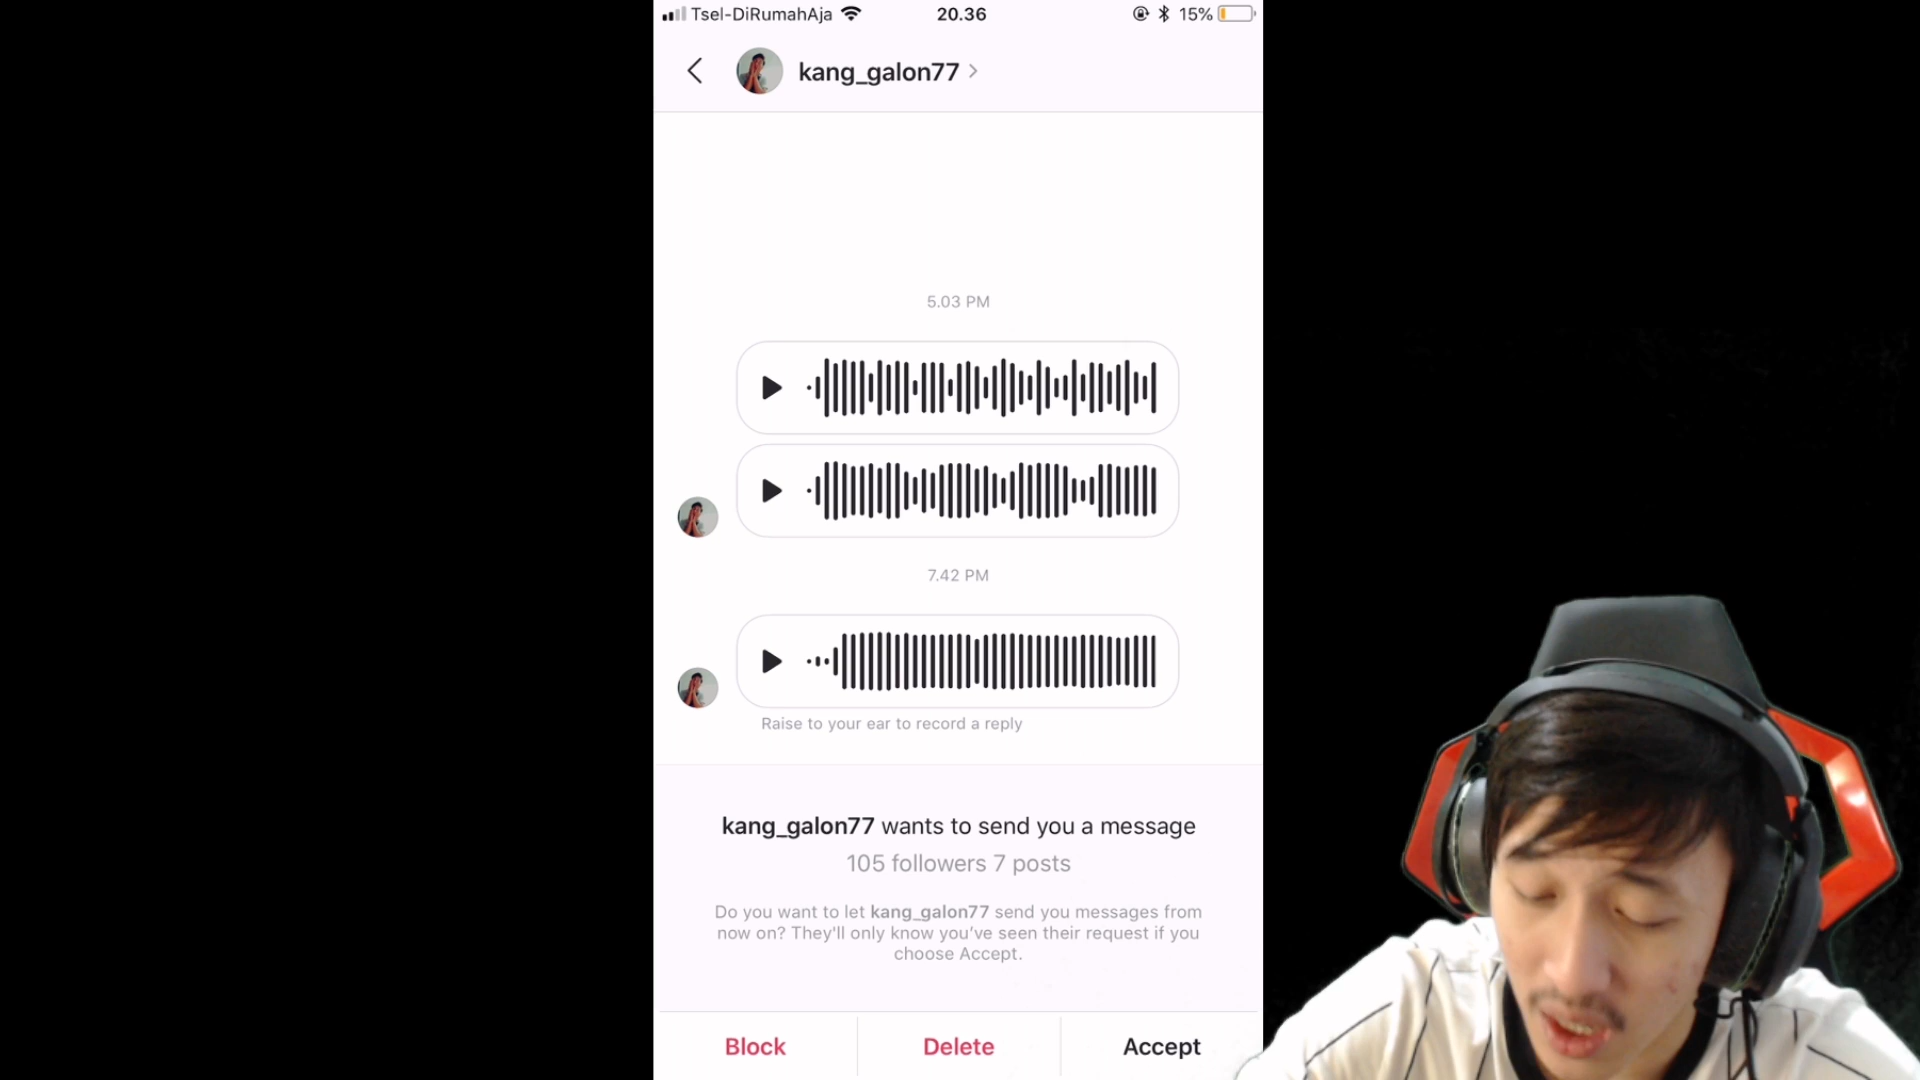 Tsel-DiRumahAja 20.36 15%
kang_galon77
5.03 PM
7.42 PM
Raise to your ear to record a reply
kang_galon77 wants to send you a message
105 followers 7 posts
Do you want to let kang_galon77 send you messages from
now on? They'll only know you've seen their request if you
choose Accept.
Block Delete Accept